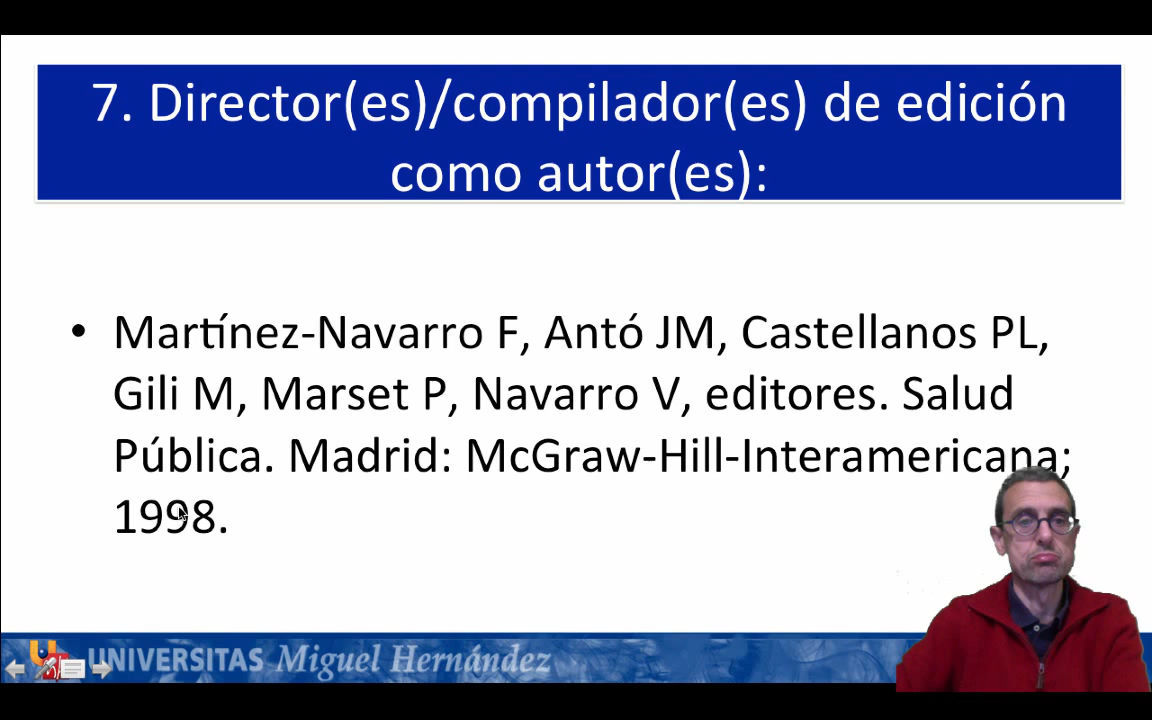 7. Director(es)/compilador(es) de edición
como autor(es):
• Martínez-Navarro F, Antó JM, Castellanos PL,
Gili M, Marset P, Navarro V, editores. Salud
Pública. Madrid: McGraw-Hill-Interamericana;
1998.
UNIVERSITAS Miguel Hernández